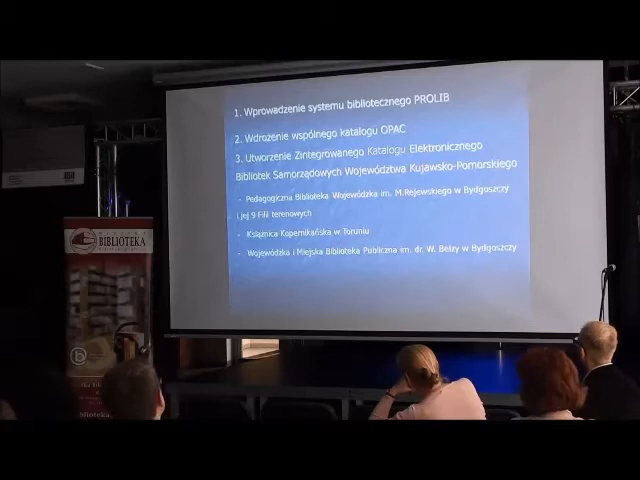 1. Wprowadzenie systemu bibliotecznego PROLIB
2. Wdrożenie wspólnego katalogu OPAC
3. Utworzenie Zintegrowanego Katalogu Elektronicznego
Bibliotek Samorządowych Województwa Kujawsko-Pomorskiego
- Pedagogiczna Biblioteka Wojewódzka im. M.Rejewskiego w Bydgoszczy
i jej 9 Filii terenowych
- Książnica Kopernikańska w Toruniu
- Wojewódzka i Miejska Biblioteka Publiczna im. dr. W. Bełzy w Bydgoszczy
BIBLIOTEKA
biblioteka